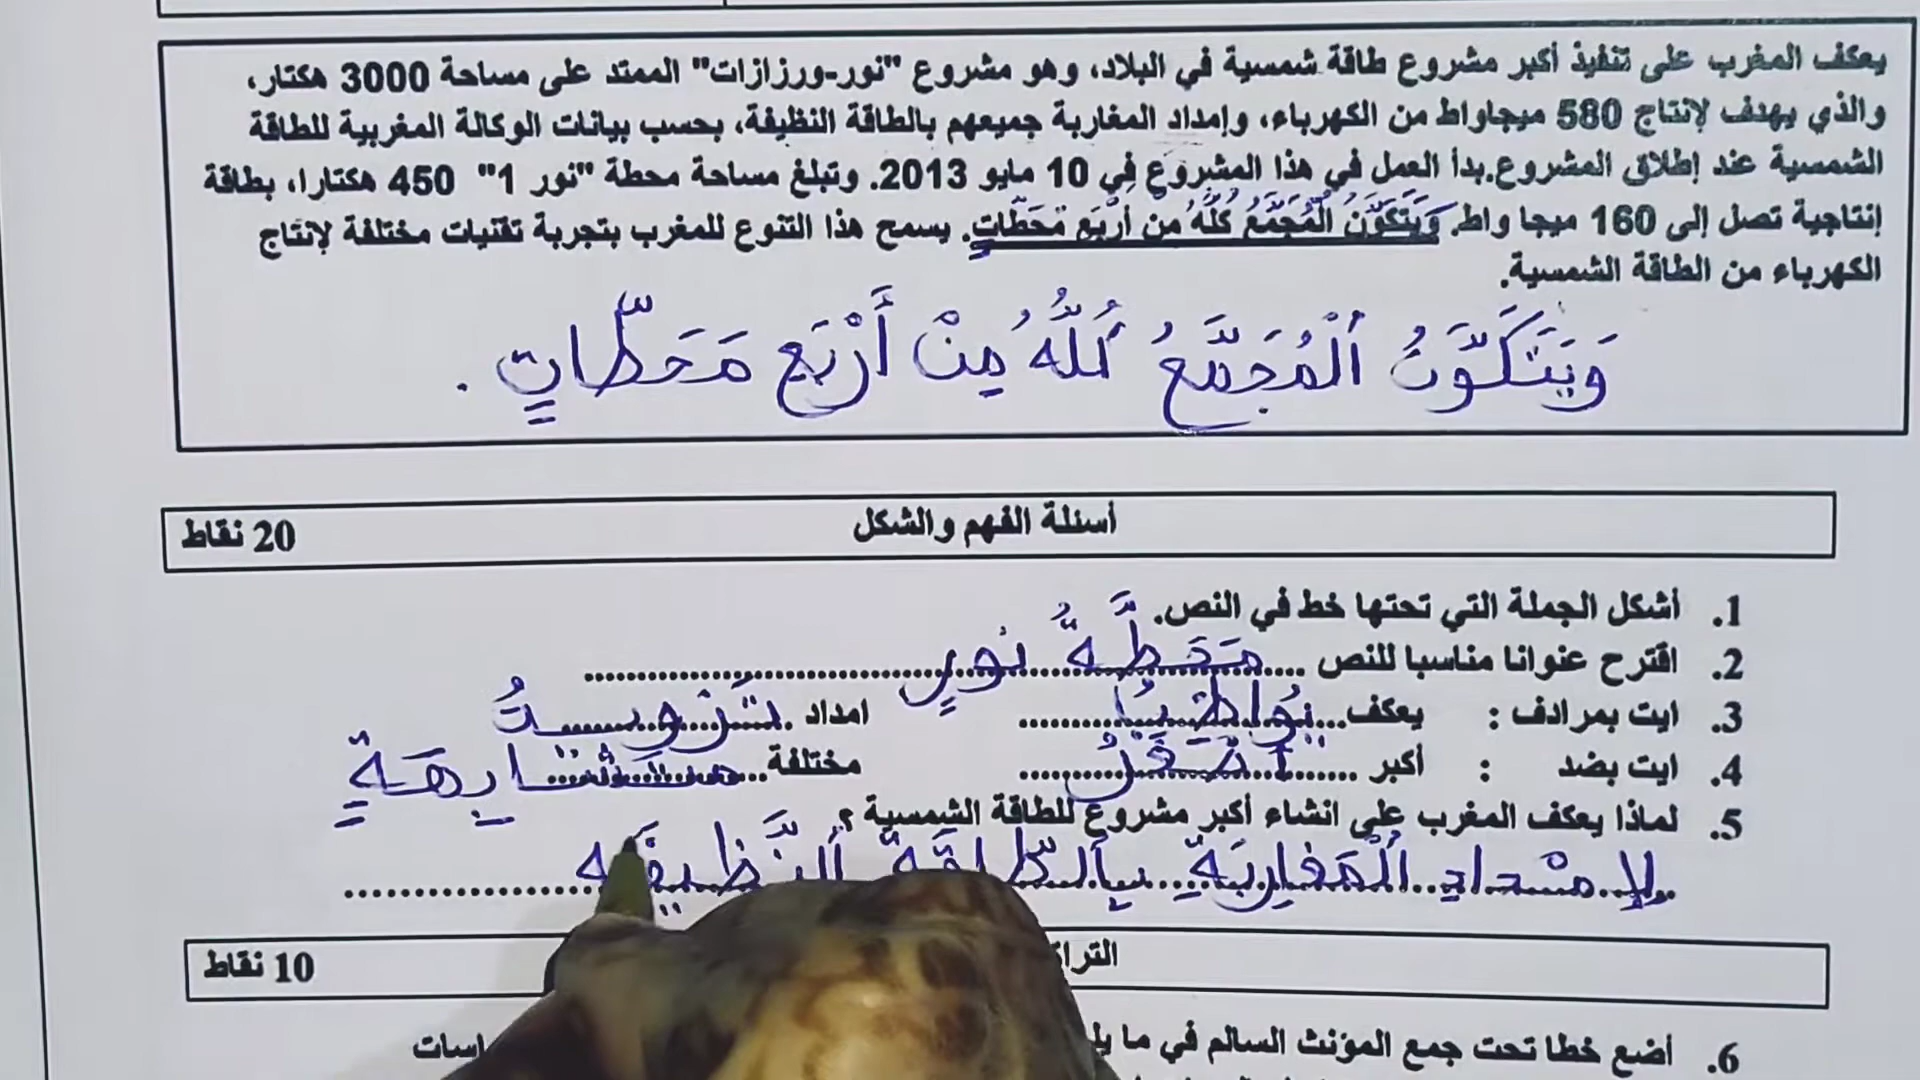 يعكف المغرب على تنفيذ أكبر مشروع طاقة شمسية في البلاد، وهو مشروع "نور-ورزازات" الممتد على مساحة 3000 هكتار،
والذي يهدف لإنتاج 580 ميجاواط من الكهرباء، وإمداد المغاربة جميعهم بالطاقة النظيفة، بحسب بيانات الوكالة المغربية للطاقة
الشمسية عند إطلاق المشروع.بدأ العمل في هذا المشروع في 10 مايو 2013. وتبلغ مساحة محطة "نور 1" 450 هكتارا، بطاقة
إنتاجية تصل إلى 160 ميجا واط. وَيَتَكَوَّنُ الْمُجَمَّعُ كُلُّهُ مِن أَرْبَعِ مَحَطَّاتٍ. يسمح هذا التنوع للمغرب بتجربة تقنيات مختلفة لإنتاج
الكهرباء من الطاقة الشمسية.
وَيَتَكَوَّنُ الْمُجَمَّعُ كُلُّهُ مِنْ أَرْبَعِ مَحَطَّاتٍ .
أسئلة الفهم والشكل 20 نقاط
1. أشكل الجملة التي تحتها خط في النص.
2. اقترح عنوانا مناسبا للنص مَحَطَّةُ نُورٍ
3. ايت بمرادف : يعكف يُواظِبُ امداد تَزْوِيدُ
4. ايت بضد : أكبر أَصْغَرُ مختلفة مُتَشَابِهَةٍ
5. لماذا يعكف المغرب على انشاء أكبر مشروع للطاقة الشمسية ؟
لإمْدادِ الْمَغارِبَةِ بِالطَّاقَةِ النَّظِيفَه
10 نقاط
6. أضع خطا تحت جمع المؤنث السالم في ما